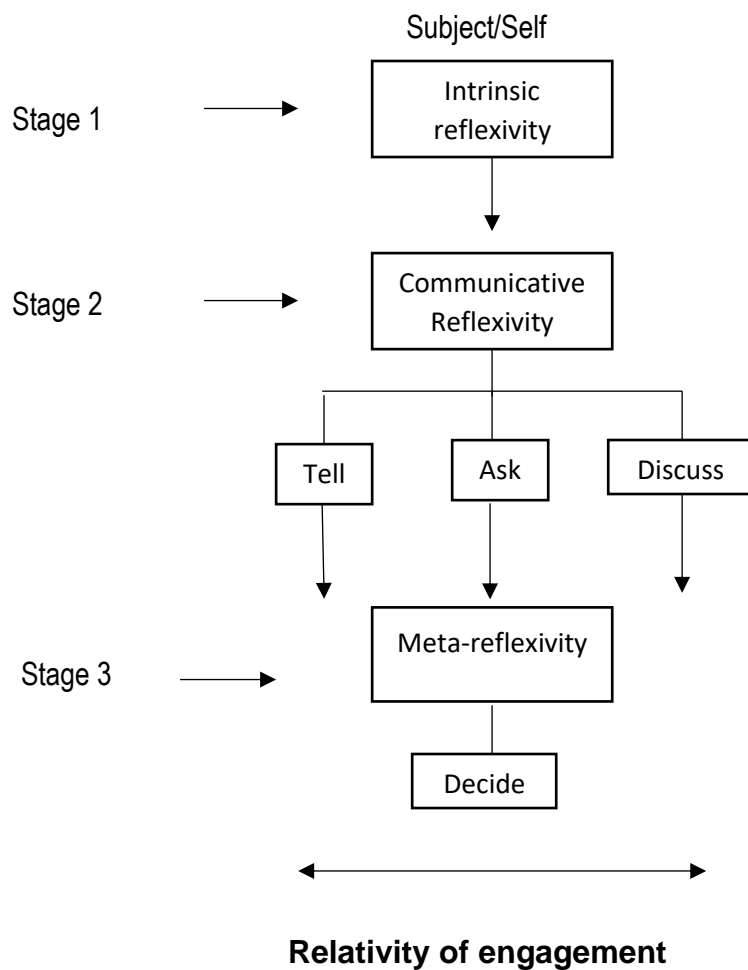 Subject/Self
Intrinsic
reflexivity
Stage 1
Communicative
Reflexivity
Stage 2
Tell
Ask
Discuss
Meta-reflexivity
Stage 3
Decide
Relativity of engagement